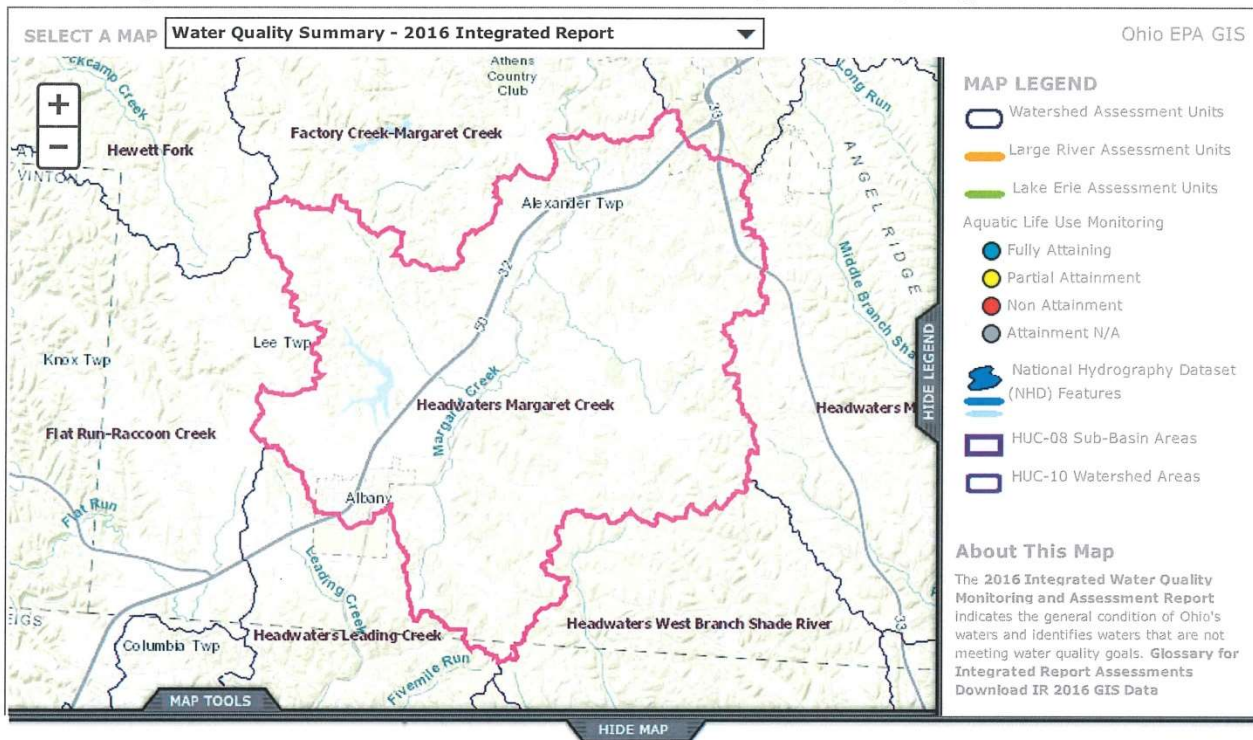 SELECT A MAP
Water Quality Summary - 2016 Integrated Report
Ohio EPA GIS
+
−
Creek
Hewett Fork
VINTON
Factory Creek-Margaret Creek
Athens
Country
Club
33
Long Run
ANGEL RIDGE
Middle Branch Sha
Alexander Twp
32
50
Lee Twp
Knox Twp
Margaret Creek
Headwaters Margaret Creek
Headwaters M
Flat Run-Raccoon Creek
Albany
Flat Run
Leading Creek
EIGS
Columbia Twp
Headwaters Leading Creek
Fivemile Run
Headwaters West Branch Shade River
33
MAP TOOLS
HIDE MAP
HIDE LEGEND
MAP LEGEND
Watershed Assessment Units
Large River Assessment Units
Lake Erie Assessment Units
Aquatic Life Use Monitoring
Fully Attaining
Partial Attainment
Non Attainment
Attainment N/A
National Hydrography Dataset
(NHD) Features
HUC-08 Sub-Basin Areas
HUC-10 Watershed Areas
About This Map
The 2016 Integrated Water Quality
Monitoring and Assessment Report
indicates the general condition of Ohio's
waters and identifies waters that are not
meeting water quality goals. Glossary for
Integrated Report Assessments
Download IR 2016 GIS Data